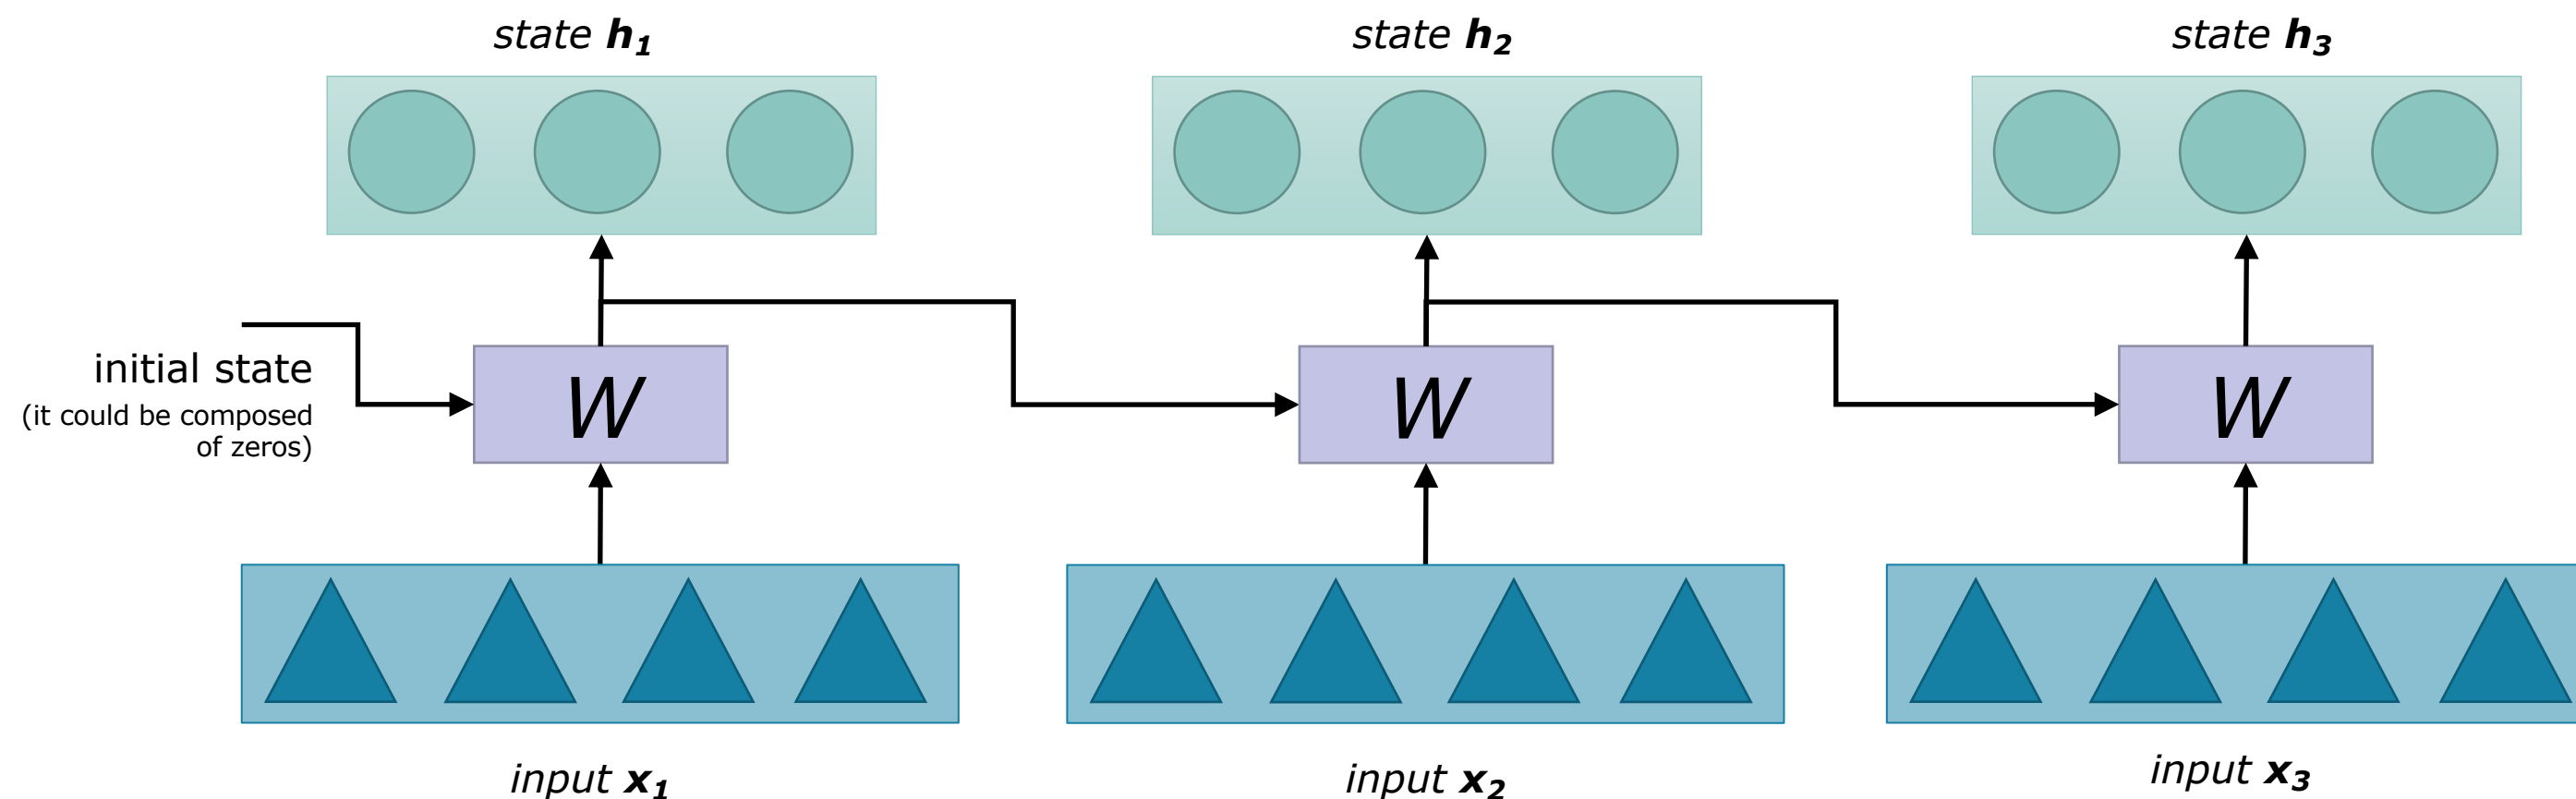 state h₁
state h₂
state h₃
initial state
(it could be composed
of zeros)
W
W
W
input x₁
input x₂
input x₃